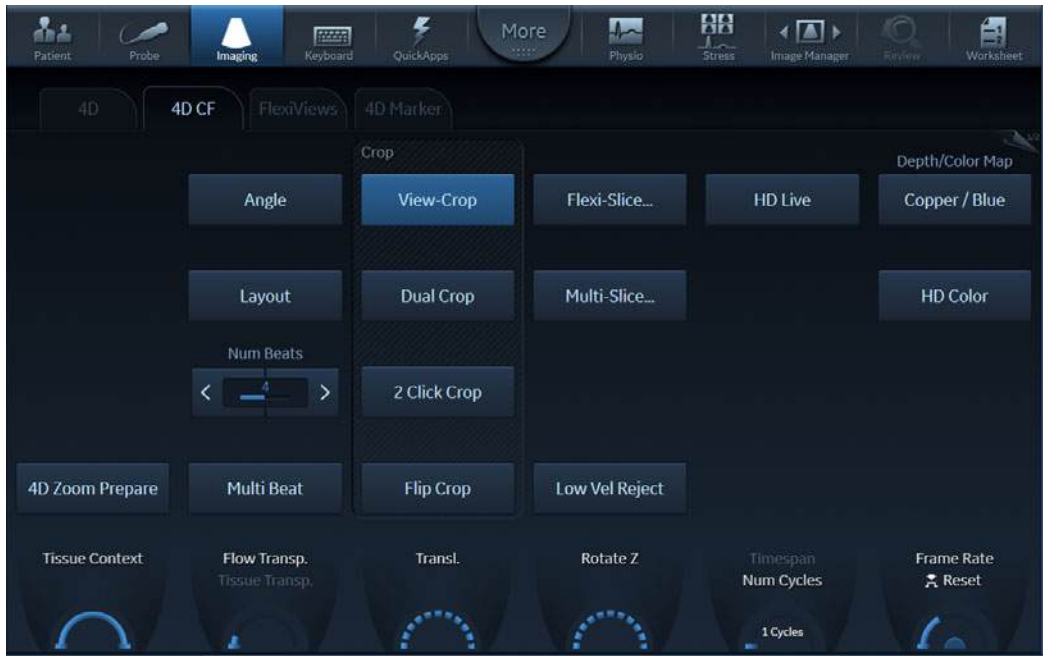 More
Patient
Probe
Imaging
Keyboard
QuickApps
Physio
Stress
Image Manager
Review
Worksheet
4D
4D CF
FlexiViews
4D Marker
1/2
Crop
Depth/Color Map
Angle
View-Crop
Flexi-Slice...
HD Live
Copper / Blue
Layout
Dual Crop
Multi-Slice...
HD Color
Num Beats
4
2 Click Crop
4D Zoom Prepare
Multi Beat
Flip Crop
Low Vel Reject
Tissue Context
Flow Transp.
Tissue Transp.
Transl.
Rotate Z
Timespan
Num Cycles
1 Cycles
Frame Rate
Reset